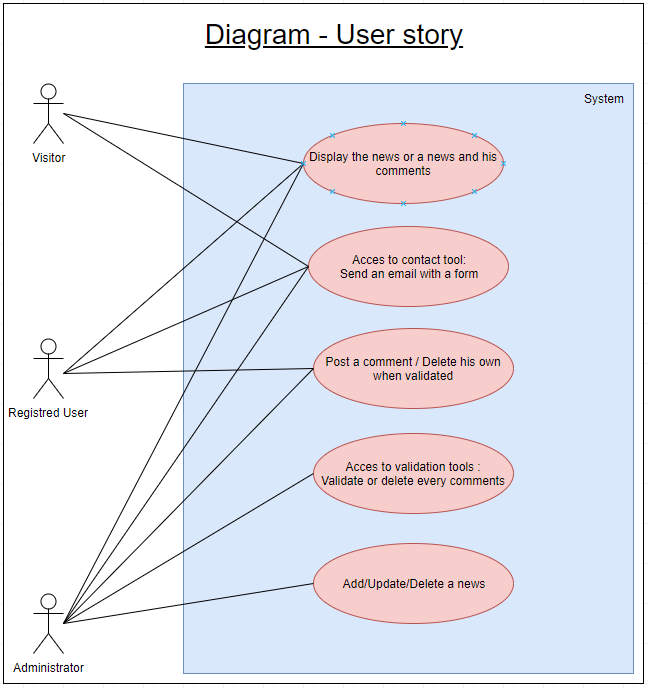 Diagram - User story
System
Visitor
Display the news or a news and his
comments
Acces to contact tool:
Send an email with a form
Registred User
Post a comment / Delete his own
when validated
Acces to validation tools :
Validate or delete every comments
Add/Update/Delete a news
Administrator